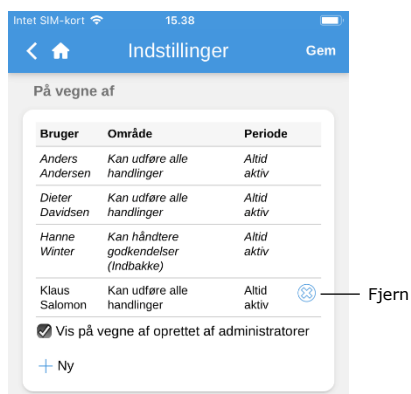 Intet SIM-kort 15.38
Indstillinger Gem
På vegne af
Bruger Område Periode
Anders Kan udføre alle Altid
Andersen handlinger aktiv
Dieter Kan udføre alle Altid
Davidsen handlinger aktiv
Hanne Kan håndtere Altid
Winter godkendelser aktiv
(Indbakke)
Klaus Kan udføre alle Altid
Salomon handlinger aktiv
Fjern
Vis på vegne af oprettet af administratorer
Ny